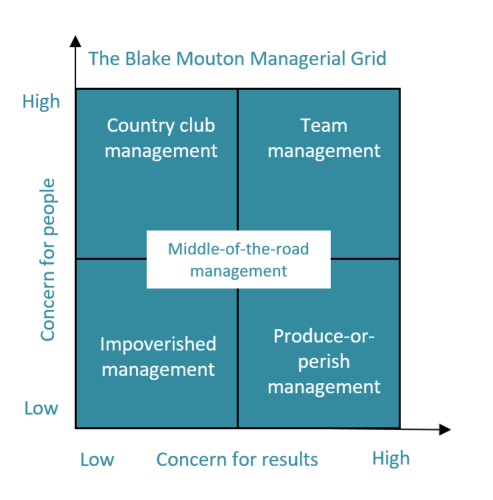 The Blake Mouton Managerial Grid
High
Country club
management
Team
management
Concern for people
Middle-of-the-road
management
Impoverished
management
Produce-or-
perish
management
Low
Low
Concern for results
High